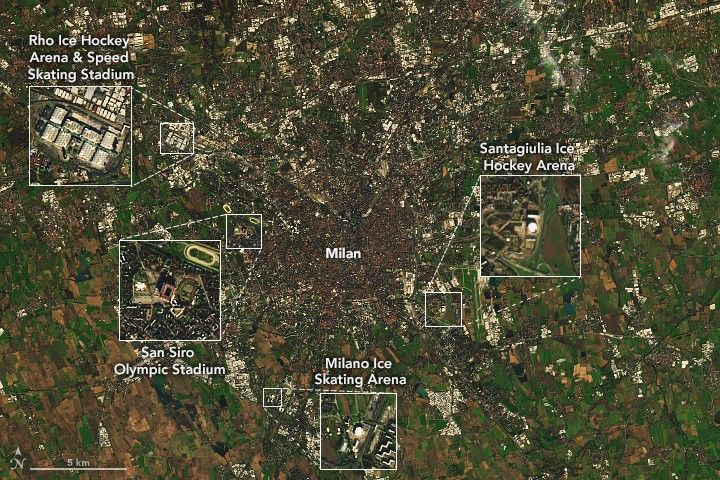 Rho Ice Hockey
Arena & Speed
Skating Stadium
Santagiulia Ice
Hockey Arena
Milan
San Siro
Olympic Stadium
Milano Ice
Skating Arena
N
5 km